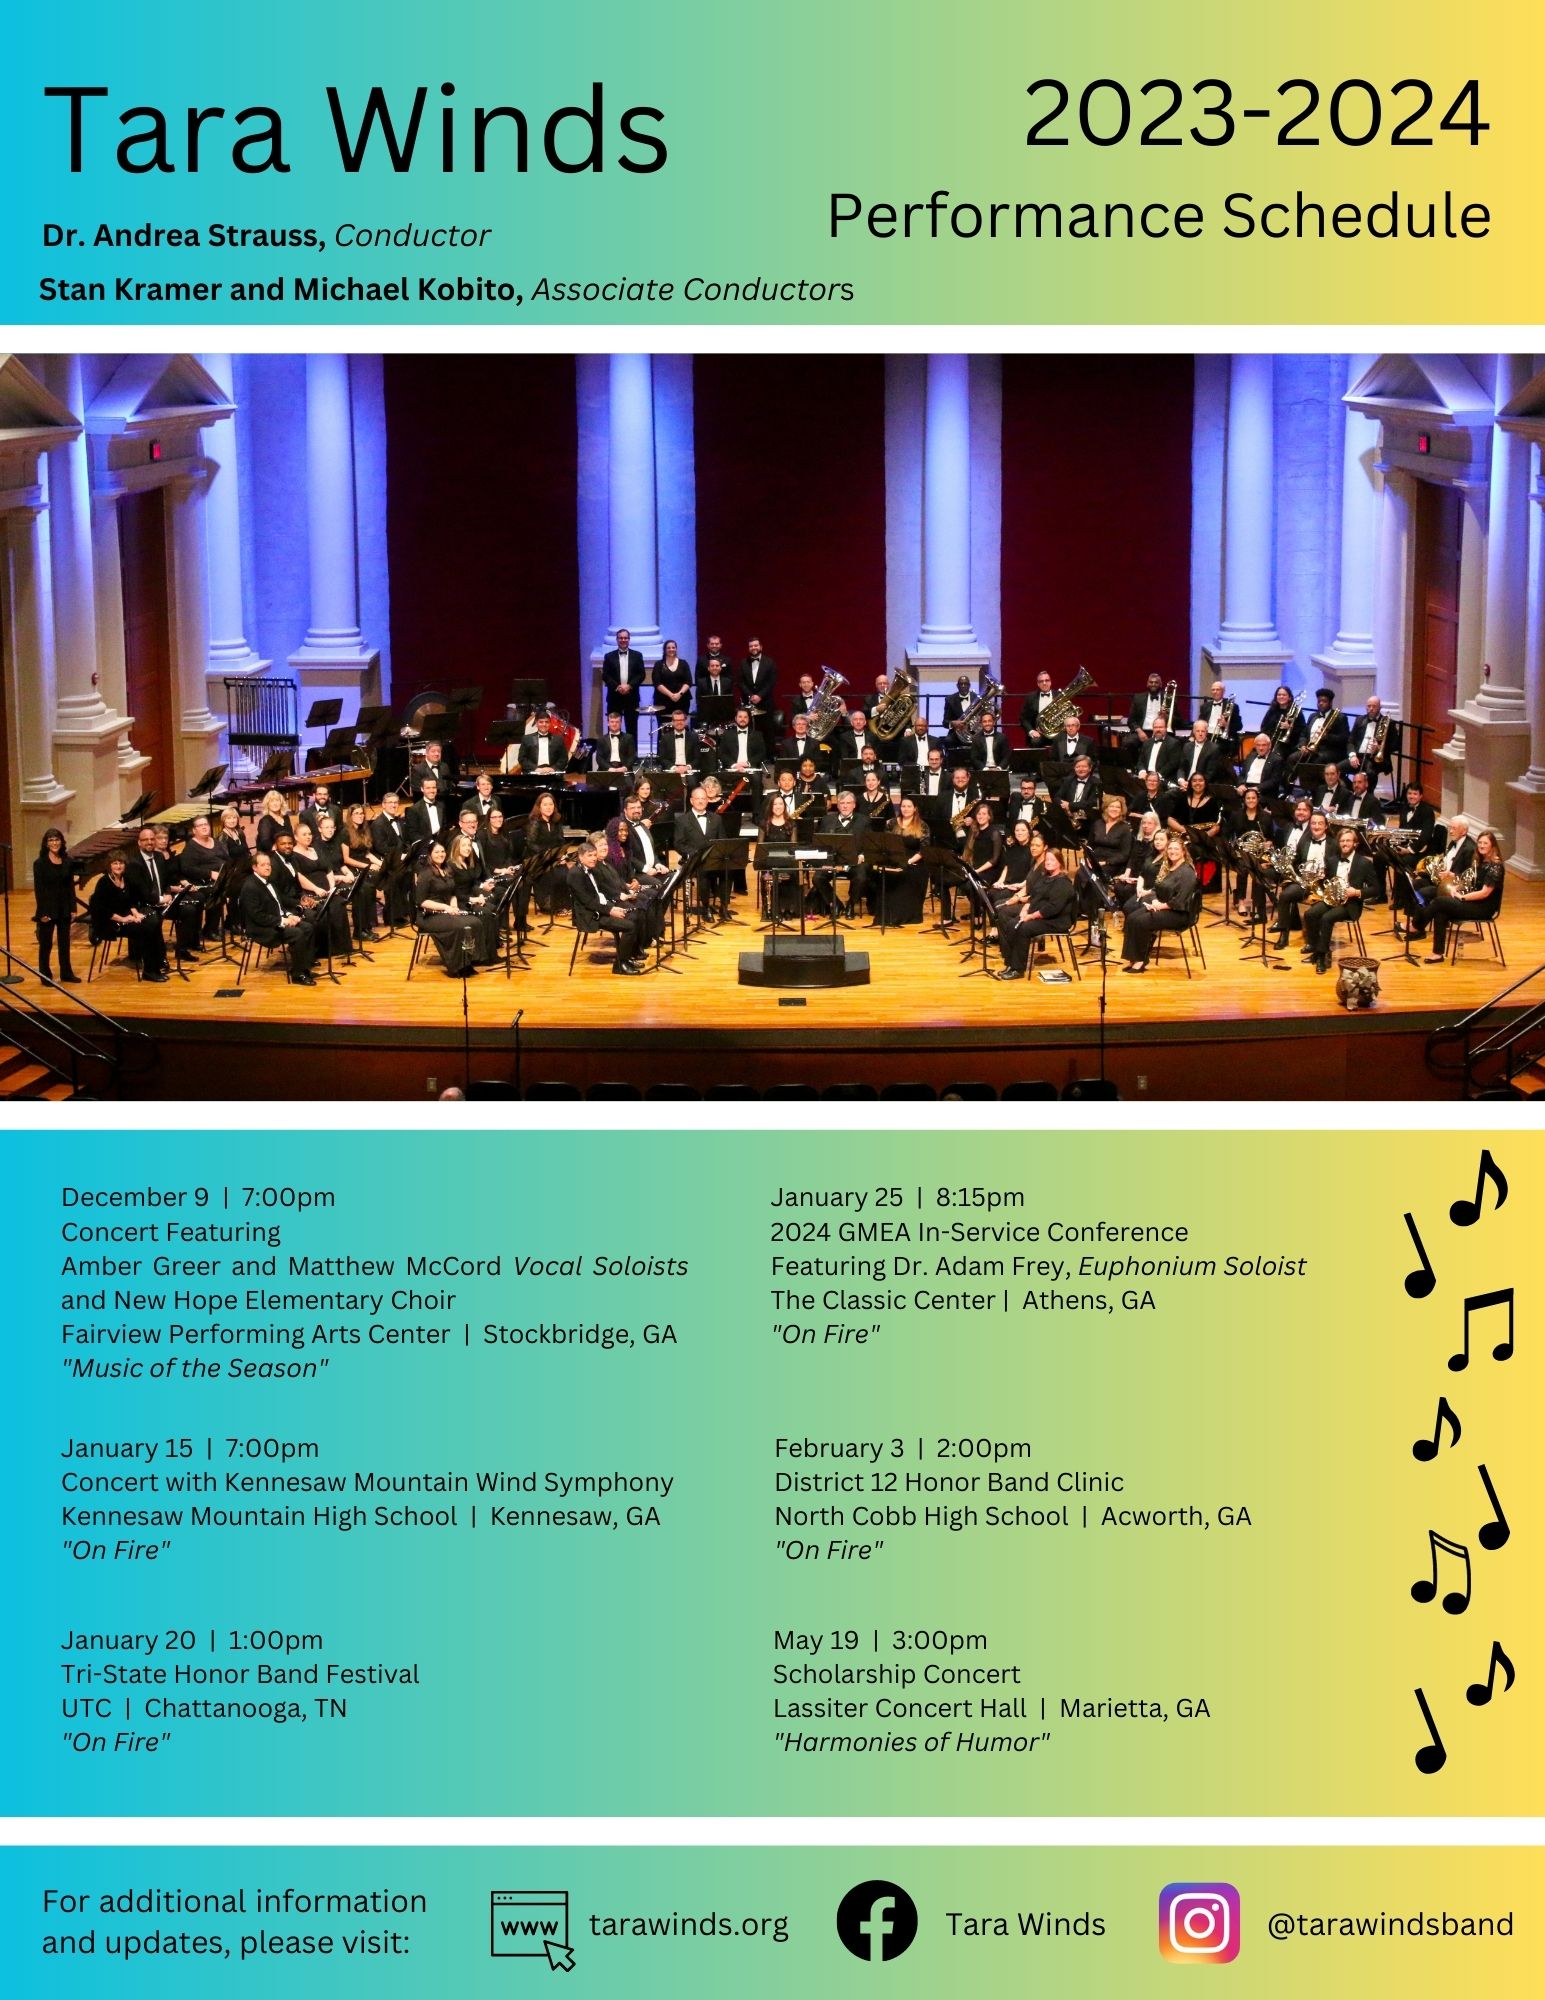 Tara Winds
Dr. Andrea Strauss, Conductor
Stan Kramer and Michael Kobito, Associate Conductors
2023-2024
Performance Schedule
December 9 | 7:00pm
Concert Featuring
Amber Greer and Matthew McCord Vocal Soloists
and New Hope Elementary Choir
Fairview Performing Arts Center | Stockbridge, GA
"Music of the Season"
January 15 | 7:00pm
Concert with Kennesaw Mountain Wind Symphony
Kennesaw Mountain High School | Kennesaw, GA
"On Fire"
January 20 | 1:00pm
Tri-State Honor Band Festival
UTC | Chattanooga, TN
"On Fire"
January 25 | 8:15pm
2024 GMEA In-Service Conference
Featuring Dr. Adam Frey, Euphonium Soloist
The Classic Center | Athens, GA
"On Fire"
February 3 | 2:00pm
District 12 Honor Band Clinic
North Cobb High School | Acworth, GA
"On Fire"
May 19 | 3:00pm
Scholarship Concert
Lassiter Concert Hall | Marietta, GA
"Harmonies of Humor"
For additional information
and updates, please visit:
www
tarawinds.org
Tara Winds
@tarawindsband